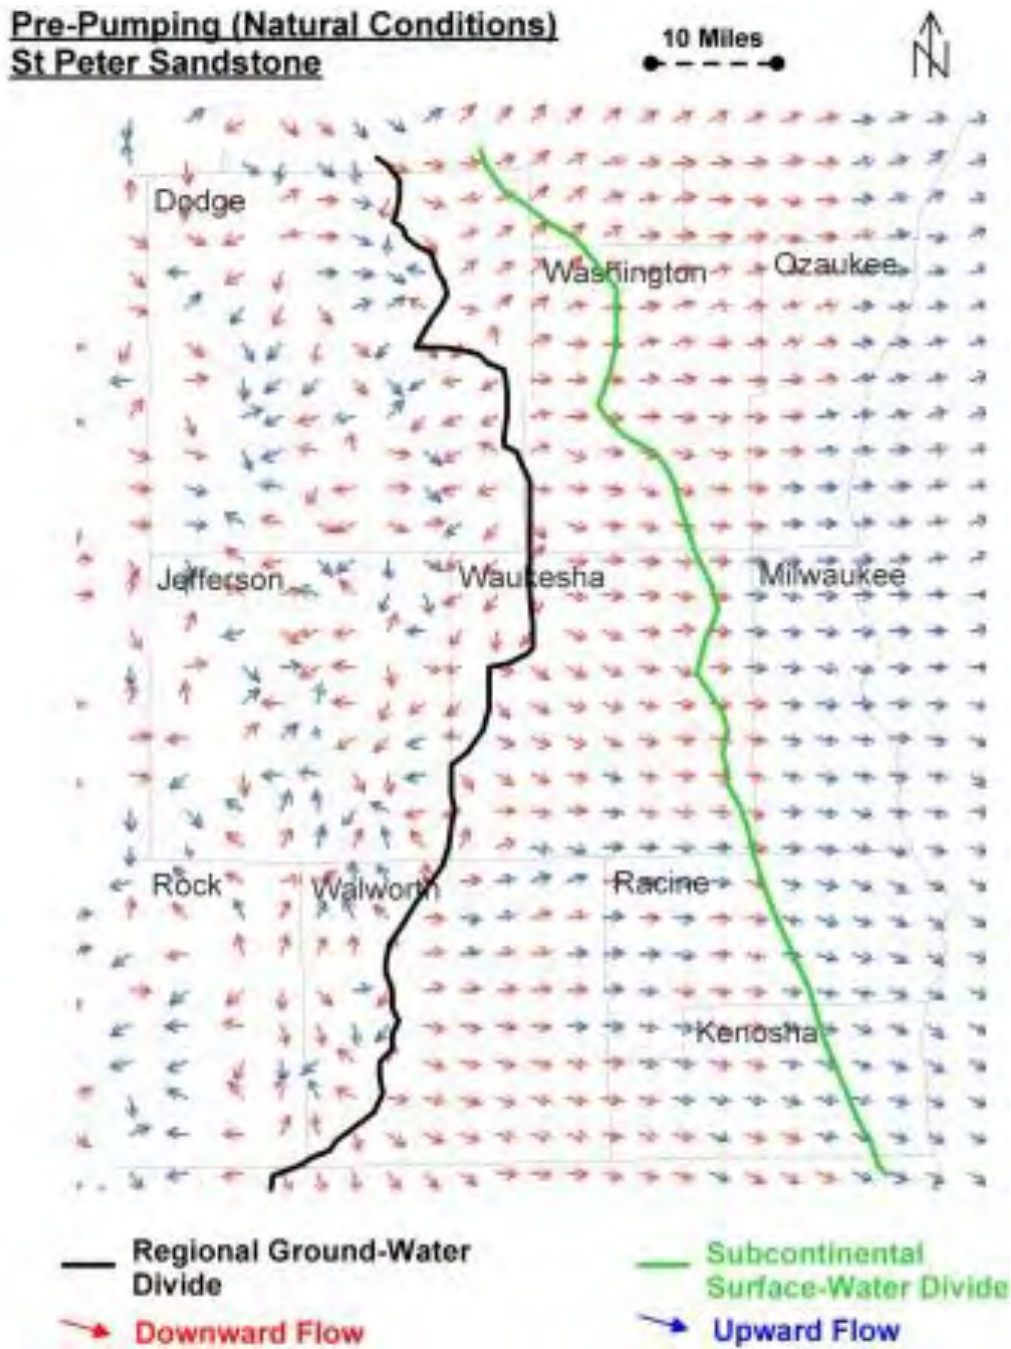 Pre-Pumping (Natural Conditions)
St Peter Sandstone
10 Miles
N
Dodge
Washington
Ozaukee
Jefferson
Waukesha
Milwaukee
Rock
Walworth
Racine
Kenosha
Regional Ground-Water
Divide
Subcontinental
Surface-Water Divide
Downward Flow
Upward Flow